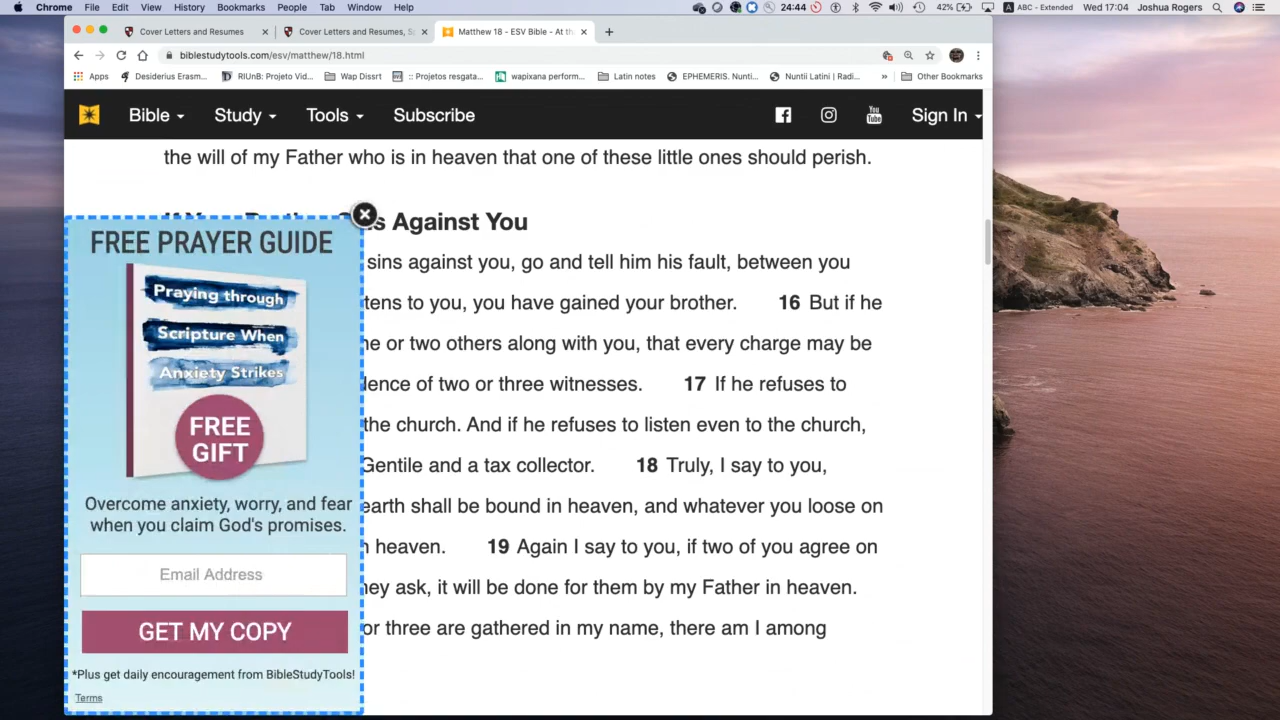 Chrome File Edit View History Bookmarks People Tab Window Help 24:44 42% ABC - Extended Wed 17:04 Joshua Rogers
Cover Letters and Resumes × Cover Letters and Resumes, S × Matthew 18 - ESV Bible - At th × +
biblestudytools.com/esv/matthew/18.html
Apps Desiderius Erasm... RIUnB: Projeto Vid... Wap Dissrt :: Projetos resgata... wapixana perform... Latin notes EPHEMERIS. Nunti... Nuntii Latini | Radi... » Other Bookmarks
Bible Study Tools Subscribe You Tube Sign In
the will of my Father who is in heaven that one of these little ones should perish.
Against You
sins against you, go and tell him his fault, between you
to you, you have gained your brother. 16 But if he
or two others along with you, that every charge may be
of two or three witnesses. 17 If he refuses to
the church. And if he refuses to listen even to the church,
Gentile and a tax collector. 18 Truly, I say to you,
earth shall be bound in heaven, and whatever you loose on
heaven. 19 Again I say to you, if two of you agree on
ask, it will be done for them by my Father in heaven.
or three are gathered in my name, there am I among
FREE PRAYER GUIDE
Praying through
Scripture When
Anxiety Strikes
FREE
GIFT
Overcome anxiety, worry, and fear
when you claim God's promises.
Email Address
GET MY COPY
*Plus get daily encouragement from BibleStudyTools!
Terms